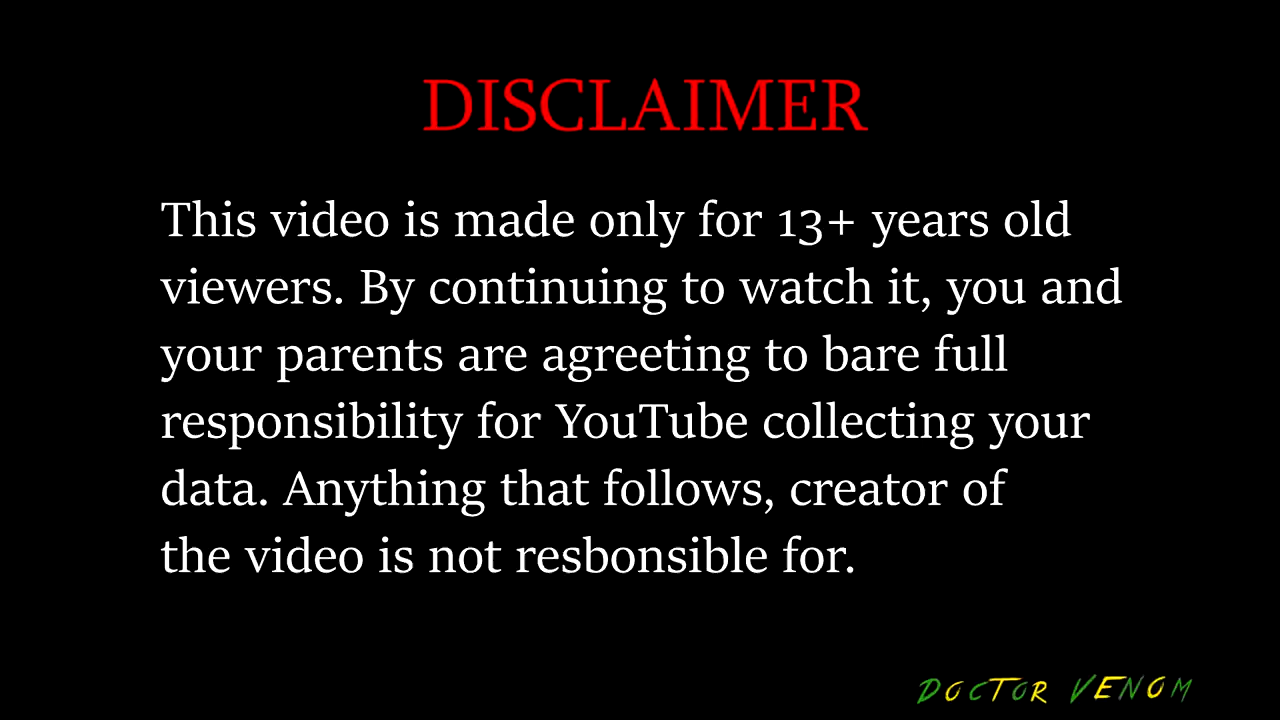 DISCLAIMER
This video is made only for 13+ years old
viewers. By continuing to watch it, you and
your parents are agreeing to bare full
responsibility for YouTube collecting your
data. Anything that follows, creator of
the video is not resbonsible for.
DOCTOR VENOM